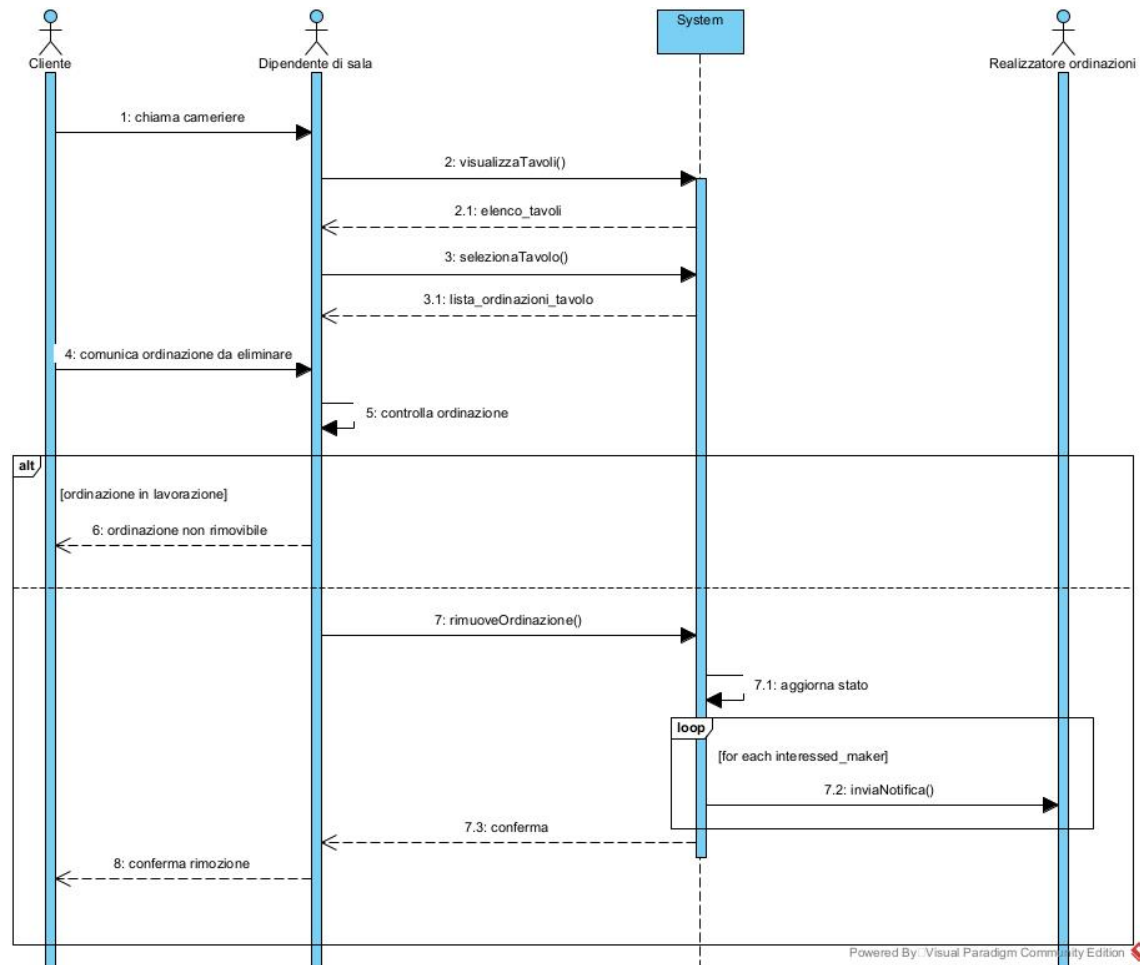 Cliente
Dipendente di sala
System
Realizzatore ordinazioni
1: chiama cameriere
2: visualizzaTavoli()
2.1: elenco_tavoli
3: selezionaTavolo()
3.1: lista_ordinazioni_tavolo
4: comunica ordinazione da eliminare
5: controlla ordinazione
alt
[ordinazione in lavorazione]
6: ordinazione non rimovibile
7: rimuoveOrdinazione()
7.1: aggiorna stato
loop
[for each interessed_maker]
7.2: inviaNotifica()
7.3: conferma
8: conferma rimozione
Powered By Visual Paradigm Community Edition